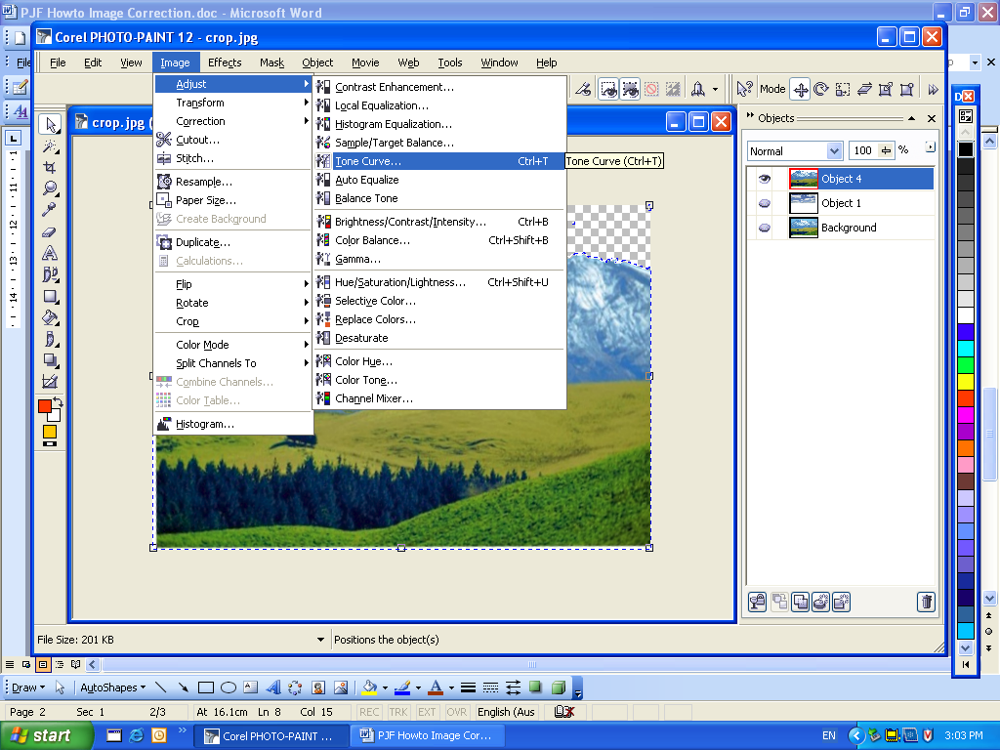 PJF Howto Image Correction.doc - Microsoft Word
Corel PHOTO-PAINT 12 - crop.jpg
File Edit View Image Effects Mask Object Movie Web Tools Window Help
Mode
Adjust
Transform
Correction
Cutout...
Stitch...
Resample...
Paper Size...
Create Background
Duplicate...
Calculations...
Flip
Rotate
Crop
Color Mode
Split Channels To
Combine Channels...
Color Table...
Histogram...
Contrast Enhancement...
Local Equalization...
Histogram Equalization...
Sample/Target Balance...
Tone Curve... Ctrl+T
Auto Equalize
Balance Tone
Brightness/Contrast/Intensity... Ctrl+B
Color Balance... Ctrl+Shift+B
Gamma...
Hue/Saturation/Lightness... Ctrl+Shift+U
Selective Color...
Replace Colors...
Desaturate
Color Hue...
Color Tone...
Channel Mixer...
Tone Curve (Ctrl+T)
crop.jpg (
Objects
Normal 100 %
Object 4
Object 1
Background
File Size: 201 KB Positions the object(s)
Draw AutoShapes
Page 2 Sec 1 2/3 At 16.1cm Ln 8 Col 15 REC TRK EXT OVR English (Aus
start Corel PHOTO-PAINT ... PJF Howto Image Cor... EN 3:03 PM